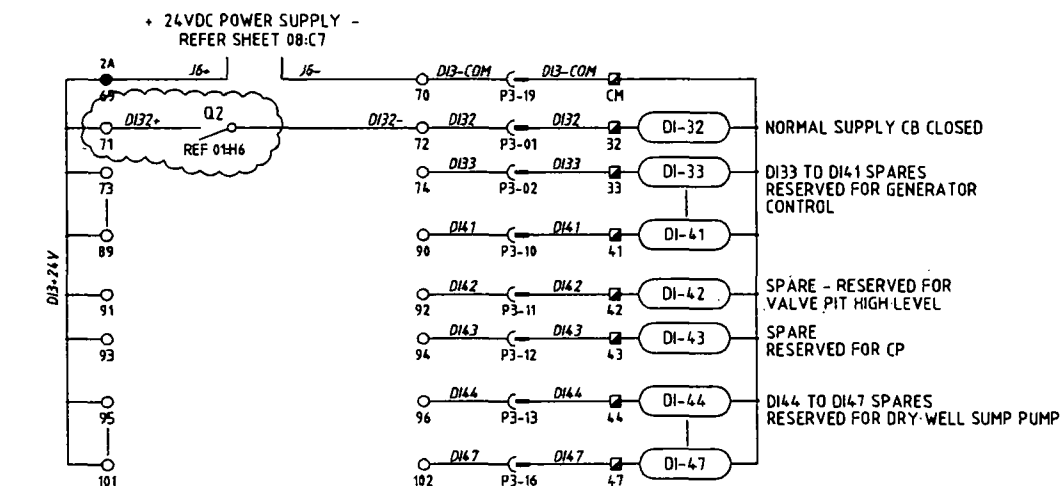 + 24VDC POWER SUPPLY -
REFER SHEET 08:C7
2A J6+ J6- DI3-COM DI3-COM
69 70 P3-19 CM
DI32+ Q2 DI32- DI32 DI32 DI-32 NORMAL SUPPLY CB CLOSED
71 REF 01:H6 72 P3-01 32
DI33 DI33 DI-33 DI33 TO DI41 SPARES
73 74 P3-02 33 RESERVED FOR GENERATOR
CONTROL
DI41 DI41 DI-41
89 90 P3-10 41
DI3+24V
DI42 DI42 DI-42 SPARE - RESERVED FOR
91 92 P3-11 42 VALVE PIT HIGH LEVEL
DI43 DI43 DI-43 SPARE
93 94 P3-12 43 RESERVED FOR CP
DI44 DI44 DI-44 DI44 TO DI47 SPARES
95 96 P3-13 44 RESERVED FOR DRY-WELL SUMP PUMP
DI47 DI47 DI-47
101 102 P3-16 47